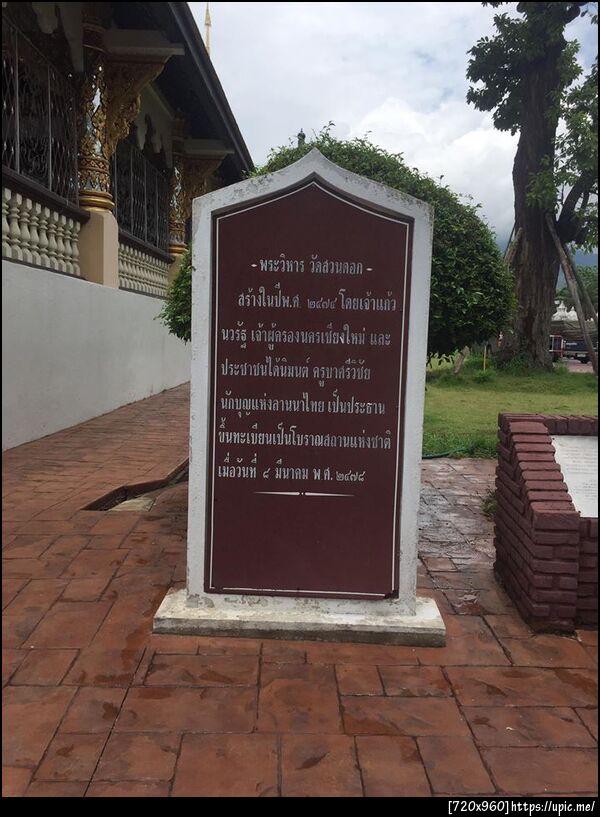 - พระวิหาร วัดสวนดอก -
สร้างในปีพ.ศ. ๒๔๗๔ โดยเจ้าแก้ว
นวรัฐ เจ้าผู้ครองนครเชียงใหม่ และ
ประชาชนได้นิมนต์ ครูบาศรีวิชัย
นักบุญแห่งลานนาไทย เป็นประธาน
ขึ้นทะเบียนเป็นโบราณสถานแห่งชาติ
เมื่อวันที่ ๘ มีนาคม พ.ศ. ๒๔๗๘
[720x960]https://upic.me/